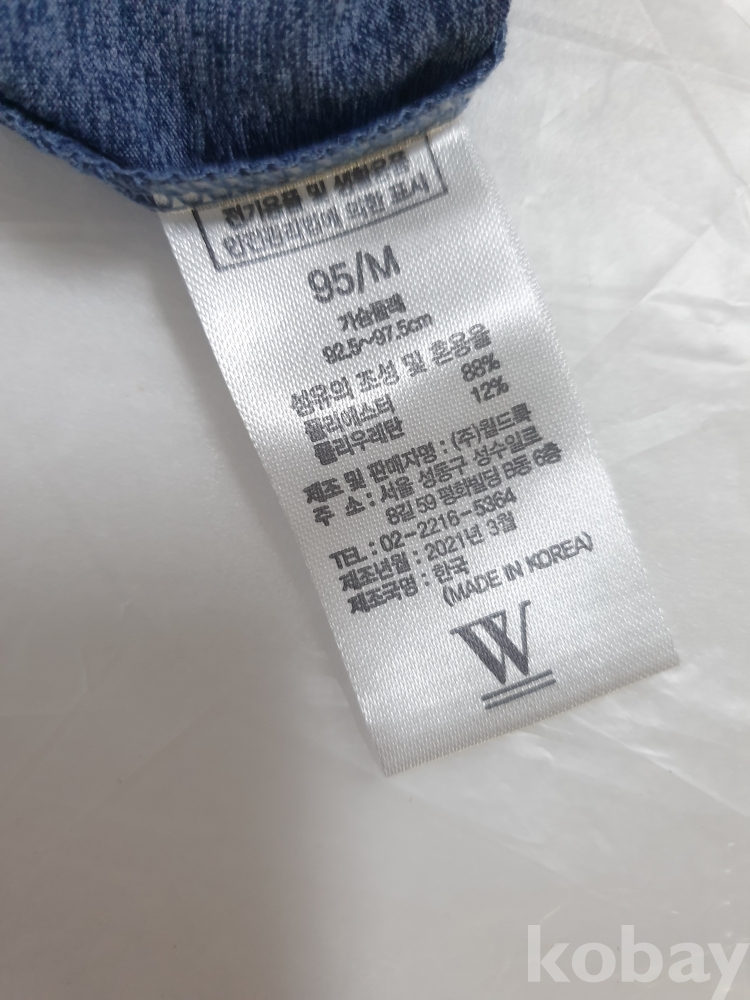 전기용품 및 생활용품
안전관리법에 의한 표시
95/M
가슴둘레
92.5~97.5cm
섬유의 조성 및 혼용율
폴리에스터 88%
폴리우레탄 12%
제조 및 판매자명 : (주)월드룩
주 소 : 서울 성동구 성수일로
8길 59 평화빌딩 B동 6층
TEL : 02-2216-5364
제조년월 : 2021년 3월
제조국명 : 한국
(MADE IN KOREA)
W
kobay